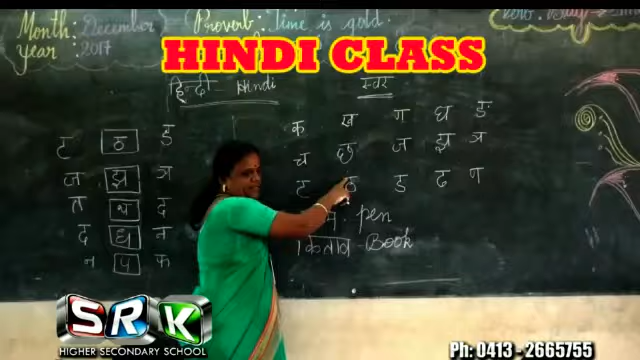 Month: December
Proverb: Time is gold.
year : 2017
HINDI CLASS
हिन्दी - Hindi
स्वर
ट ठ ड
ज झ ञ
त थ द
द ध न
न प फ
क ख ग घ ङ
च छ ज झ ञ
ट ठ ड ढ ण
pen
किताब - Book
SRK
HIGHER SECONDARY SCHOOL
Ph: 0413 - 2665755